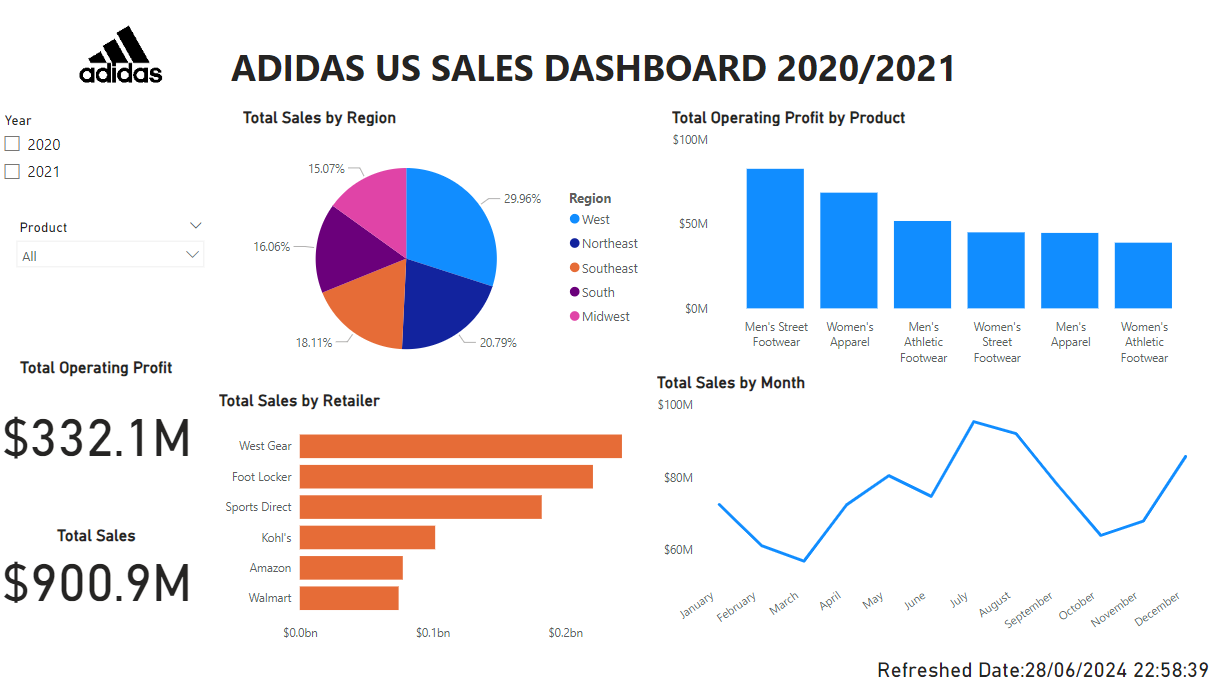 adidas
ADIDAS US SALES DASHBOARD 2020/2021
Year
2020
2021
Product
All
Total Operating Profit
$332.1M
Total Sales
$900.9M
Total Sales by Region
15.07%
29.96%
16.06%
18.11%
20.79%
Region
West
Northeast
Southeast
South
Midwest
Total Operating Profit by Product
$100M
$50M
$0M
Men's Street
Footwear
Women's
Apparel
Men's
Athletic
Footwear
Women's
Street
Footwear
Men's
Apparel
Women's
Athletic
Footwear
Total Sales by Retailer
West Gear
Foot Locker
Sports Direct
Kohl's
Amazon
Walmart
$0.0bn
$0.1bn
$0.2bn
Total Sales by Month
$100M
$80M
$60M
January
February
March
April
May
June
July
August
September
October
November
December
Refreshed Date:28/06/2024 22:58:39